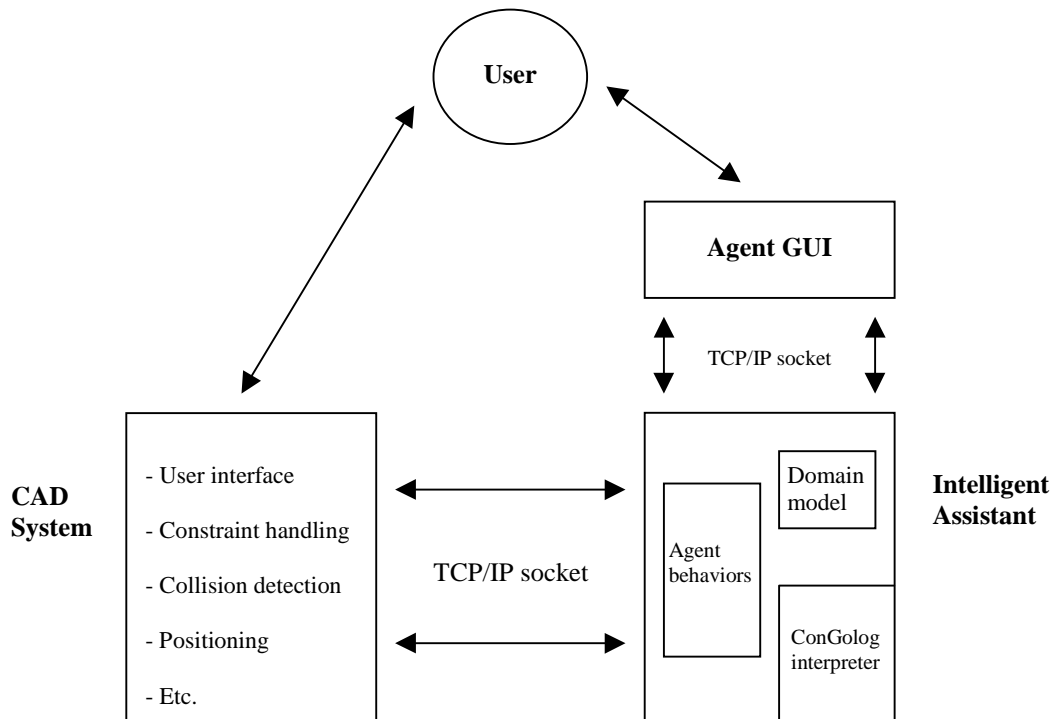 User
Agent GUI
TCP/IP socket
CAD
System
- User interface
- Constraint handling
- Collision detection
- Positioning
- Etc.
TCP/IP socket
Agent
behaviors
Domain
model
ConGolog
interpreter
Intelligent
Assistant